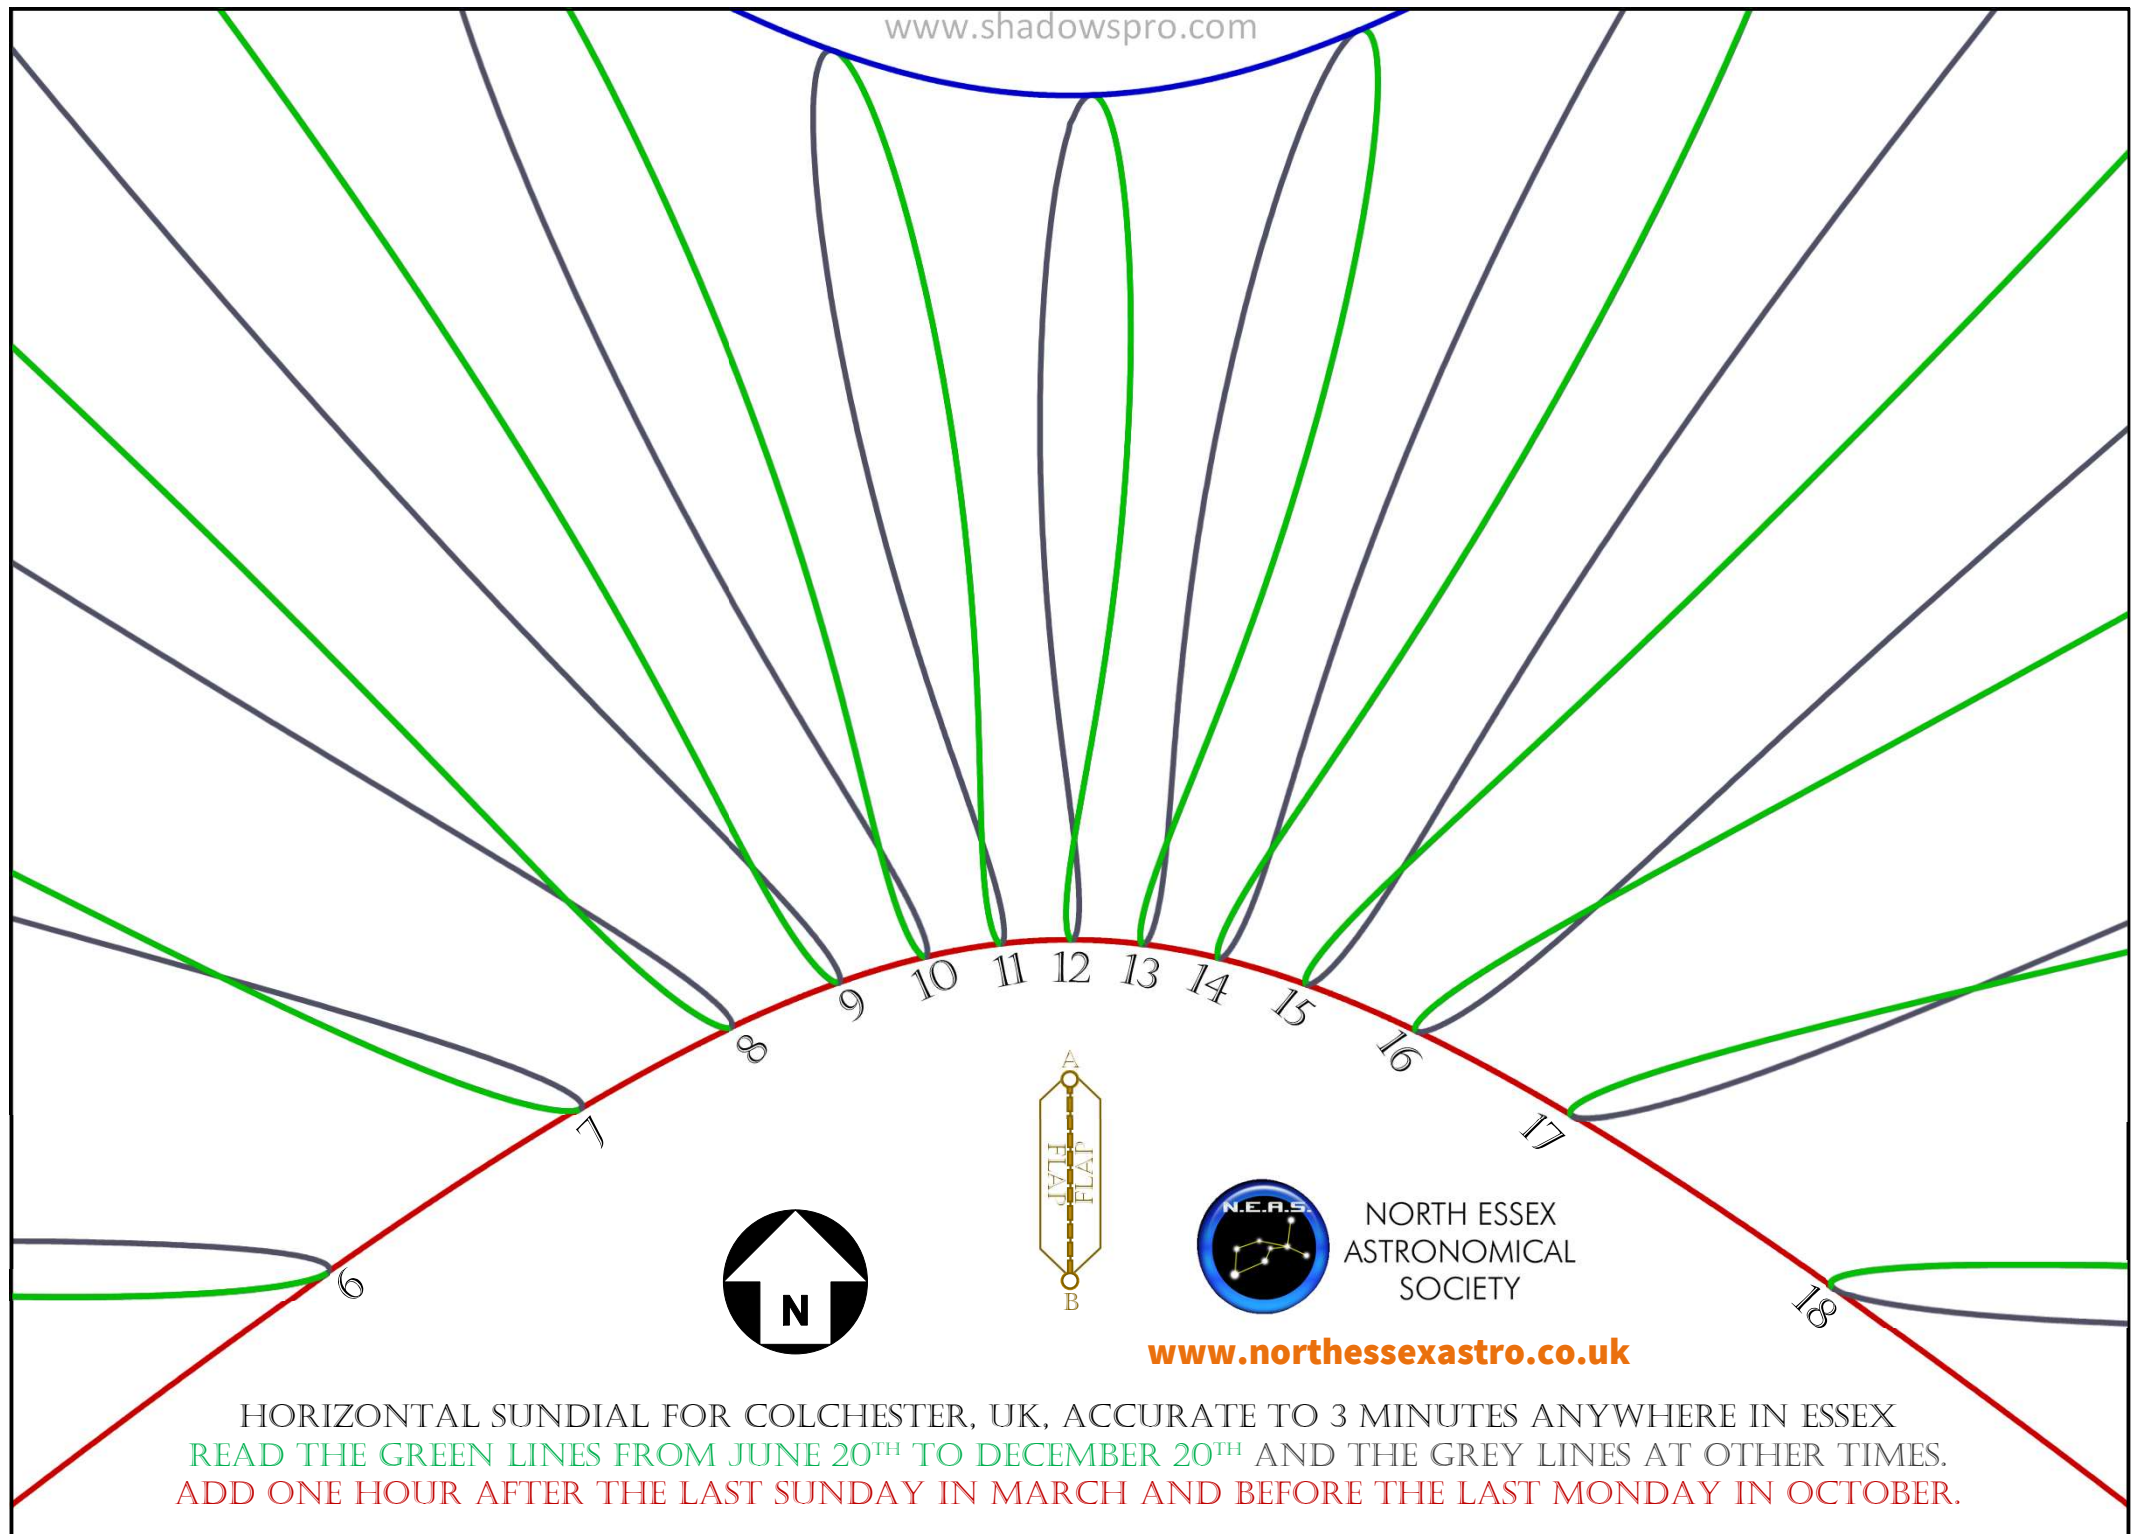 www.shadowspro.com
6
7
8
9
10
11
12
13
14
15
16
17
18
A
FLAP
FLAP
B
N
N.E.A.S.
NORTH ESSEX
ASTRONOMICAL
SOCIETY
www.northessexastro.co.uk
HORIZONTAL SUNDIAL FOR COLCHESTER, UK, ACCURATE TO 3 MINUTES ANYWHERE IN ESSEX
READ THE GREEN LINES FROM JUNE 20TH TO DECEMBER 20TH AND THE GREY LINES AT OTHER TIMES.
ADD ONE HOUR AFTER THE LAST SUNDAY IN MARCH AND BEFORE THE LAST MONDAY IN OCTOBER.